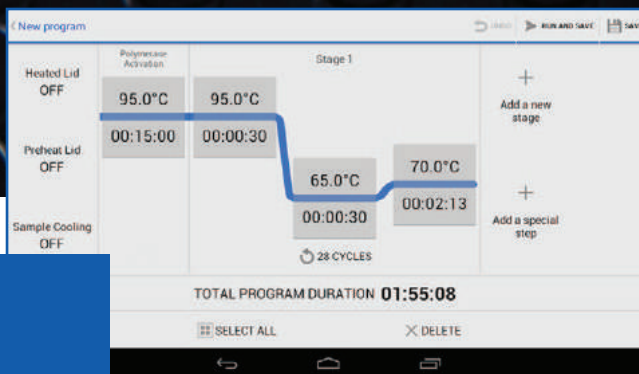 New program
UNDO
RUN AND SAVE
SAV
Heated Lid
OFF
Preheat Lid
OFF
Sample Cooling
OFF
Polymerase
Activation
95.0°C
00:15:00
Stage 1
95.0°C
00:00:30
65.0°C
00:00:30
70.0°C
00:02:13
28 CYCLES
Add a new
stage
Add a special
step
TOTAL PROGRAM DURATION 01:55:08
SELECT ALL
DELETE